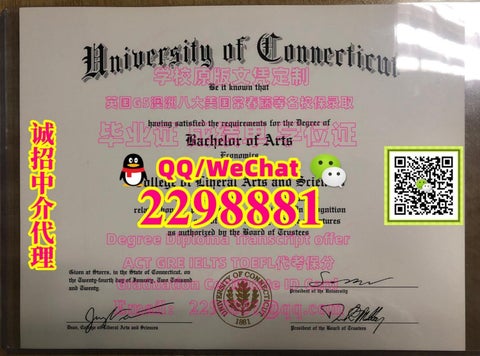 University of Connecticut
学校原版文凭定制
Be it known that
英国G5澳洲八大美国常春藤等名校保录取
having satisfied the requirements for the Degree of
毕业证 学位证
Bachelor of Arts
Economics
QQ/WeChat
College of Liberal Arts and Sciences
2298881
as authorized by the Board of Trustees
Degree Diploma Transcript offer
ACT GRE IELTS TOEFL代考保分
Given at Storrs, in the State of Connecticut, on
the Twenty-fourth day of January, Two Thousand
and Twenty
President of the University
UNIVERSITY OF CONNECTICUT
1881
Dean, College of Liberal Arts and Sciences
President of the Board of Trustees
诚招中介代理